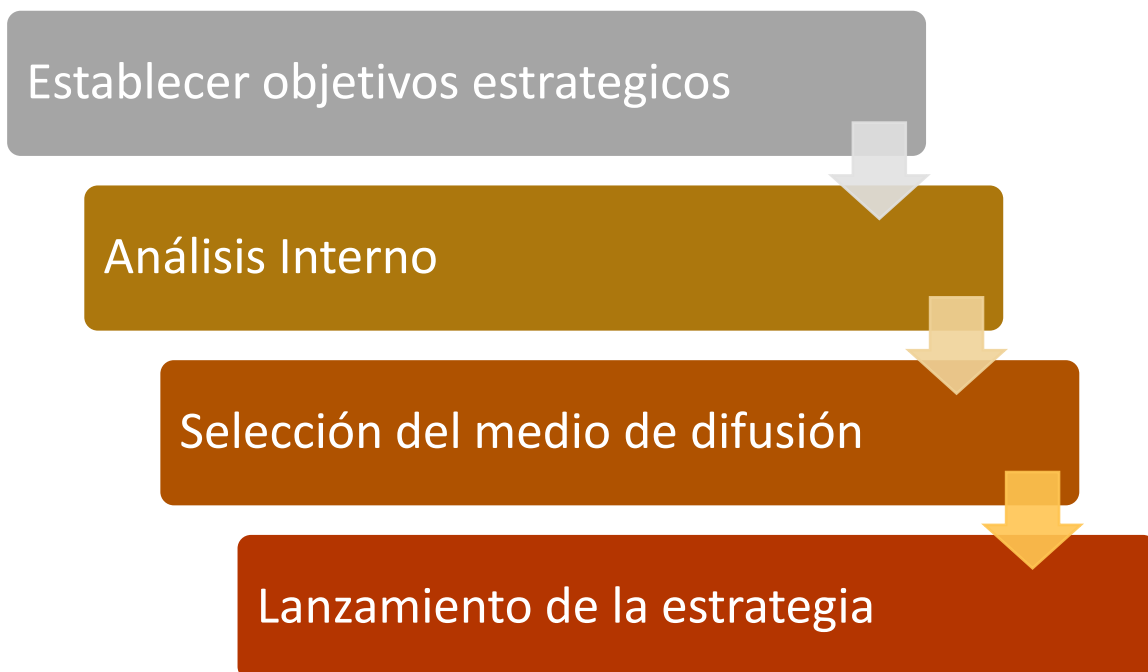 Establecer objetivos estrategicos
Análisis Interno
Selección del medio de difusión
Lanzamiento de la estrategia